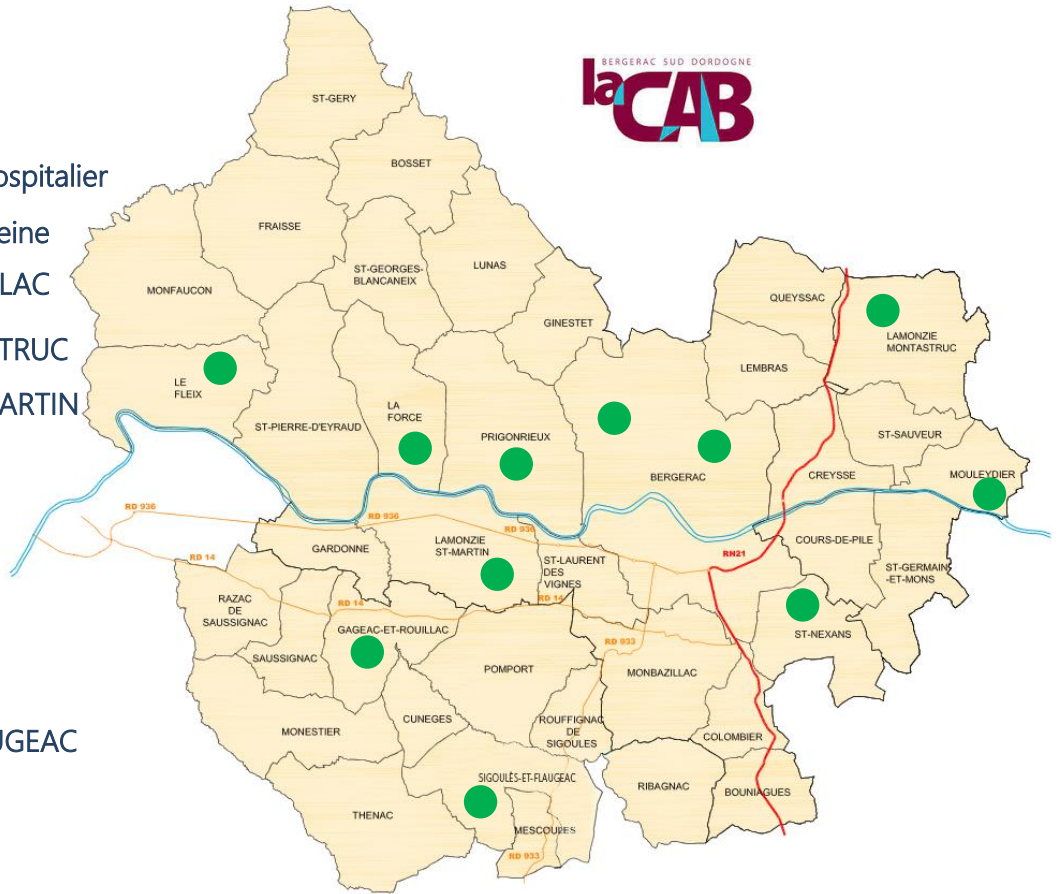 BERGERAC SUD DORDOGNE
la CAB
ospitalier
eine
LAC
TRUC
ARTIN
UGEAC
ST-GERY
BOSSET
FRAISSE
LUNAS
ST-GEORGES-
BLANCANEIX
MONFAUCON
GINESTET
QUEYSSAC
LAMONZIE
MONTASTRUC
LEMBRAS
LE
FLEIX
LA
FORCE
ST-PIERRE-D'EYRAUD
PRIGONRIEUX
BERGERAC
ST-SAUVEUR
CREYSSE
MOULEYDIER
RD 936
RD 936
RD 936
COURS-DE-PILE
GARDONNE
LAMONZIE
ST-MARTIN
RD 14
RN21
ST-LAURENT
DES
VIGNES
ST-GERMAIN
-ET-MONS
RAZAC
DE
SAUSSIGNAC
RD 14
RD 14
GAGEAC-ET-ROUILLAC
ST-NEXANS
RD 933
SAUSSIGNAC
POMPORT
MONBAZILLAC
CUNEGES
ROUFFIGNAC
DE
SIGOULES
MONESTIER
COLOMBIER
SIGOULÈS-ET-FLAUGEAC
RIBAGNAC
BOUNIAGUES
THENAC
MESCOULES
RD 933